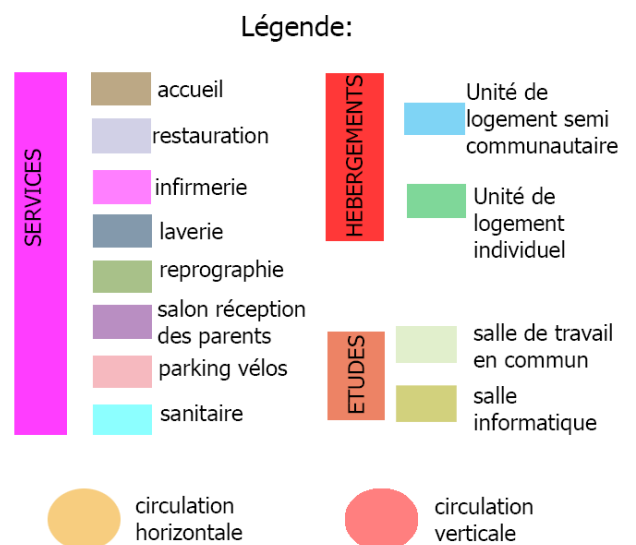 Légende:
SERVICES
accueil
restauration
infirmerie
laverie
reprographie
salon réception
des parents
parking vélos
sanitaire
HEBERGEMENTS
Unité de
logement semi
communautaire
Unité de
logement
individuel
ETUDES
salle de travail
en commun
salle
informatique
circulation
horizontale
circulation
verticale